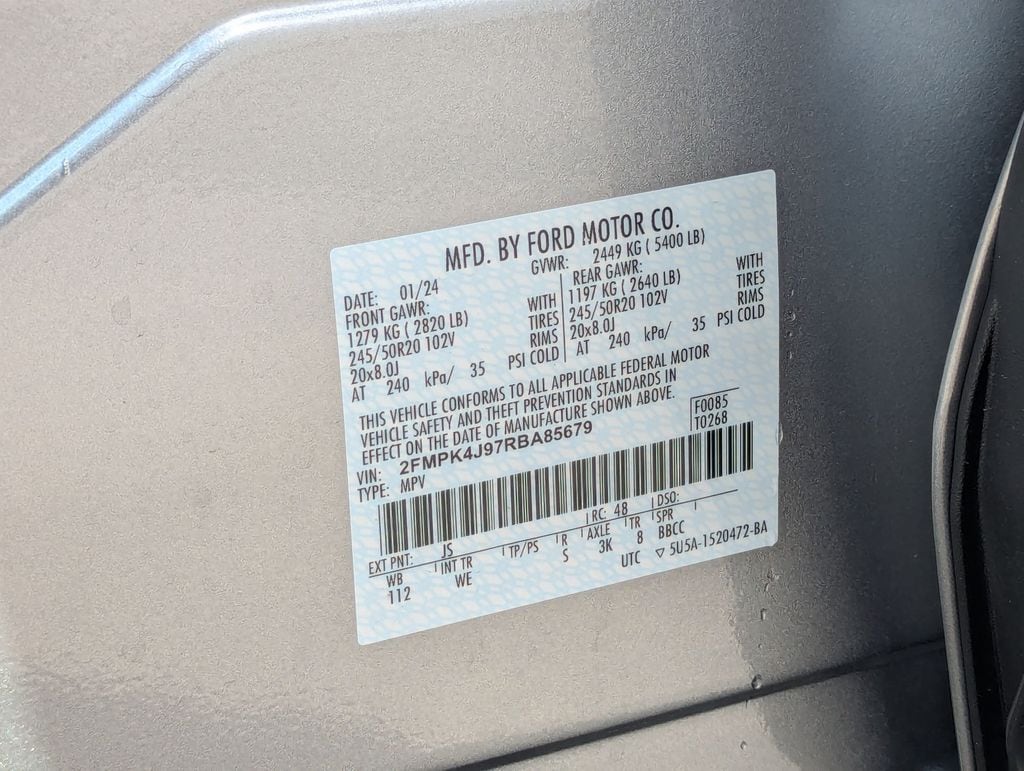 MFD. BY FORD MOTOR CO.
DATE: 01/24 GVWR: 2449 KG ( 5400 LB)
FRONT GAWR: REAR GAWR:
1279 KG ( 2820 LB) WITH 1197 KG ( 2640 LB) WITH
245/50R20 102V TIRES 245/50R20 102V TIRES
20x8.0J RIMS 20x8.0J RIMS
AT 240 kPa/ 35 PSI COLD AT 240 kPa/ 35 PSI COLD
THIS VEHICLE CONFORMS TO ALL APPLICABLE FEDERAL MOTOR
VEHICLE SAFETY AND THEFT PREVENTION STANDARDS IN
EFFECT ON THE DATE OF MANUFACTURE SHOWN ABOVE.
VIN: 2FMPK4J97RBA85679 F0085
TYPE: MPV T0268
EXT PNT: JS RC: 48 DSO:
WB INT TR TP/PS R AXLE TR SPR
112 WE S 3K 8 BBCC
UTC ▽ 5U5A-1520472-BA